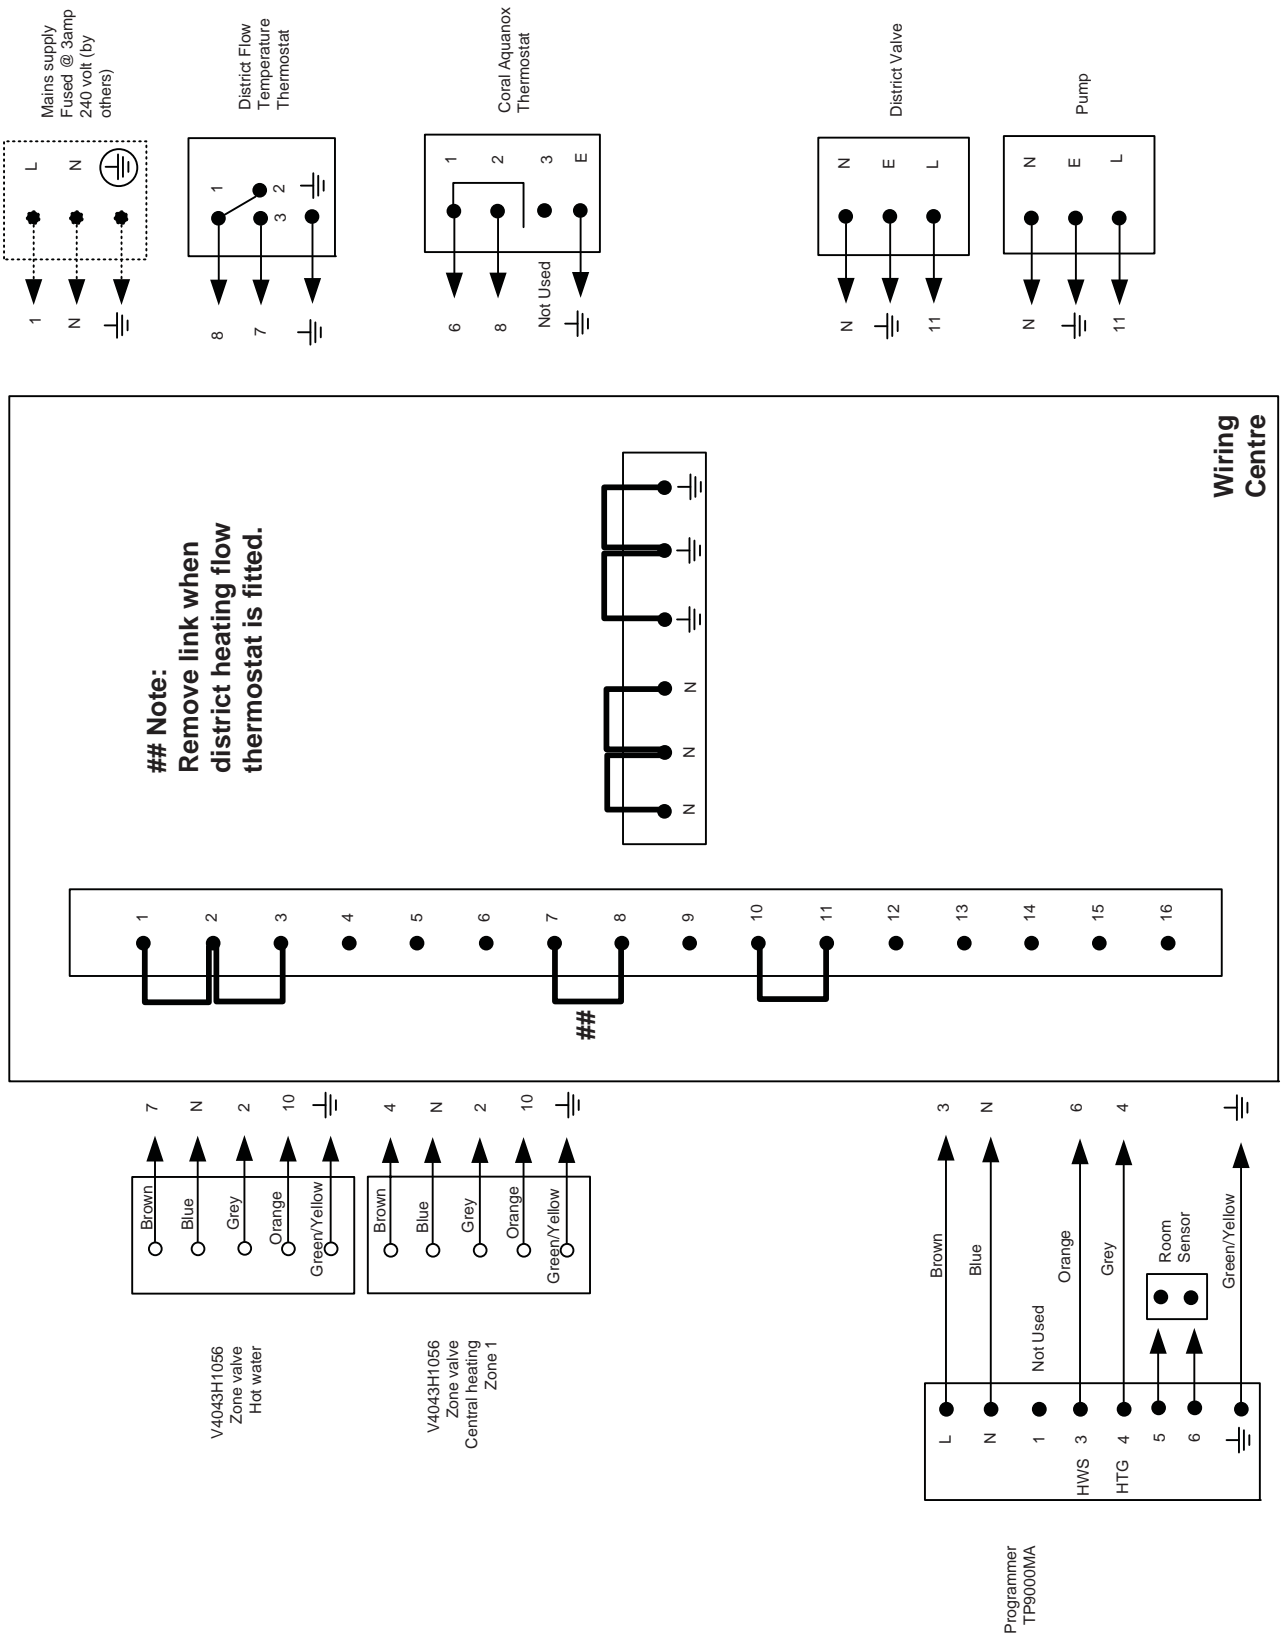 Mains supply
Fused @ 3amp
240 volt (by
others)
L
N
1
N
District Flow
Temperature
Thermostat
1
2
3
8
7
Coral Aquanox
Thermostat
1
2
3
E
6
8
Not Used
District Valve
N
E
L
N
11
Pump
N
E
L
N
11
Wiring
Centre
## Note:
Remove link when
district heating flow
thermostat is fitted.
N
N
N
1
2
3
4
5
6
7
8
9
10
11
12
13
14
15
16
##
7
N
2
10
Brown
Blue
Grey
Orange
Green/Yellow
V4043H1056
Zone valve
Hot water
4
N
2
10
Brown
Blue
Grey
Orange
Green/Yellow
V4043H1056
Zone valve
Central heating
Zone 1
3
N
6
4
Brown
Blue
Not Used
Orange
Grey
Room
Sensor
Green/Yellow
L
N
1
HWS 3
HTG 4
5
6
Programmer
TP9000MA